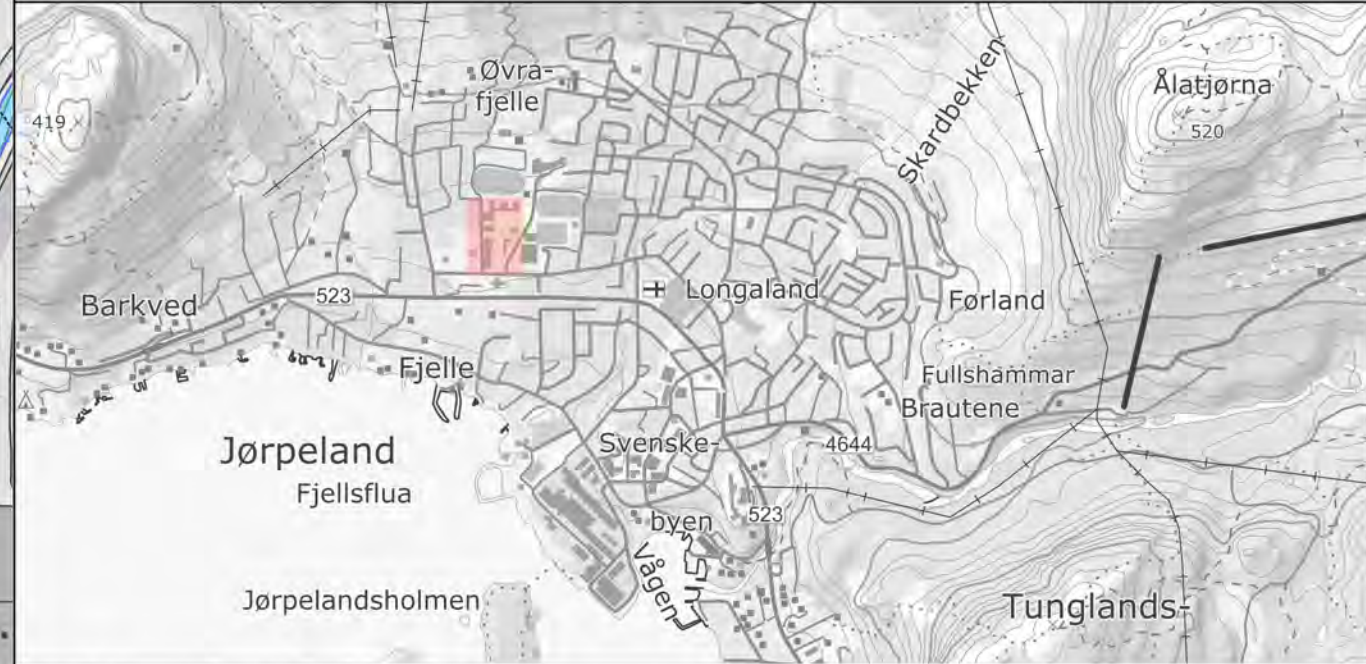 Øvra-
fjelle
Skardbekken
Ålatjørna
520
419
Barkved
523
Longaland
Førland
Fjelle
Fullshammar
Brautene
Jørpeland
Fjellsflua
Svenske-
4644
byen
523
Vågen
Jørpelandsholmen
Tunglands-